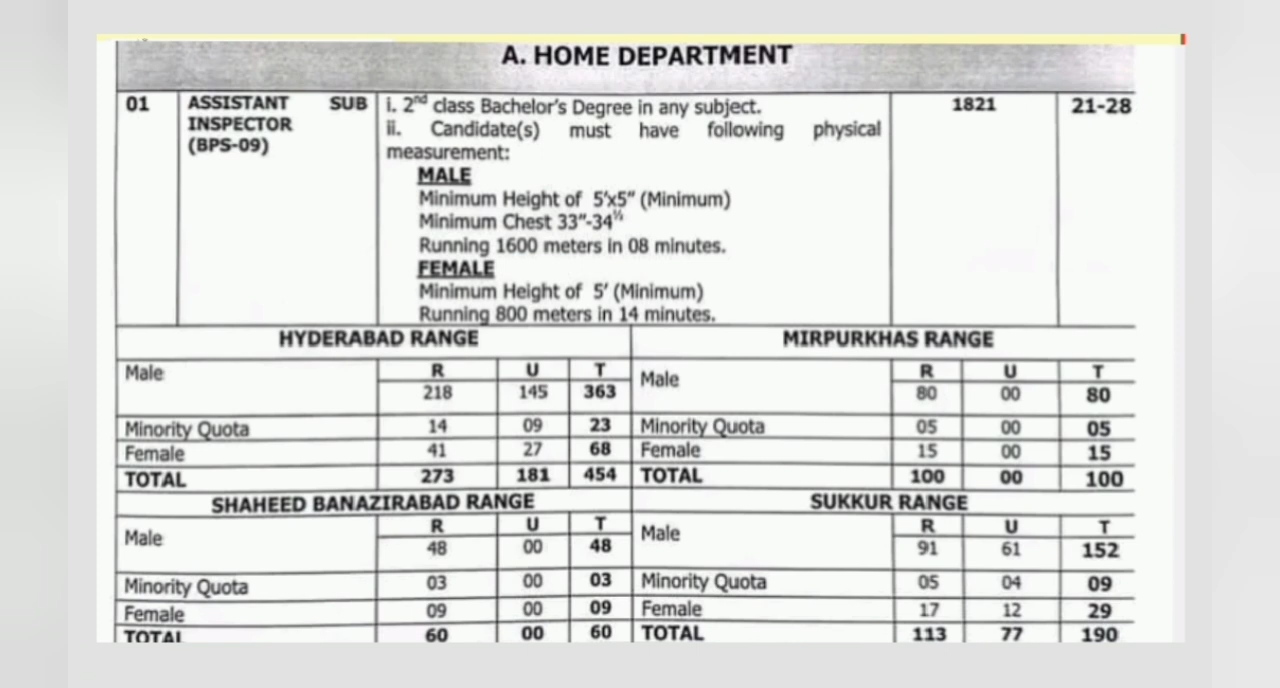 A. HOME DEPARTMENT
01 ASSISTANT SUB INSPECTOR (BPS-09)
i. 2nd class Bachelor's Degree in any subject.
ii. Candidate(s) must have following physical
measurement:
MALE
Minimum Height of 5'x5" (Minimum)
Minimum Chest 33"-34½
Running 1600 meters in 08 minutes.
FEMALE
Minimum Height of 5' (Minimum)
Running 800 meters in 14 minutes.
1821
21-28
HYDERABAD RANGE
R U T
Male 218 145 363
Minority Quota 14 09 23
Female 41 27 68
TOTAL 273 181 454
MIRPURKHAS RANGE
R U T
Male 80 00 80
Minority Quota 05 00 05
Female 15 00 15
TOTAL 100 00 100
SHAHEED BANAZIRABAD RANGE
R U T
Male 48 00 48
Minority Quota 03 00 03
Female 09 00 09
TOTAL 60 00 60
SUKKUR RANGE
R U T
Male 91 61 152
Minority Quota 05 04 09
Female 17 12 29
TOTAL 113 77 190